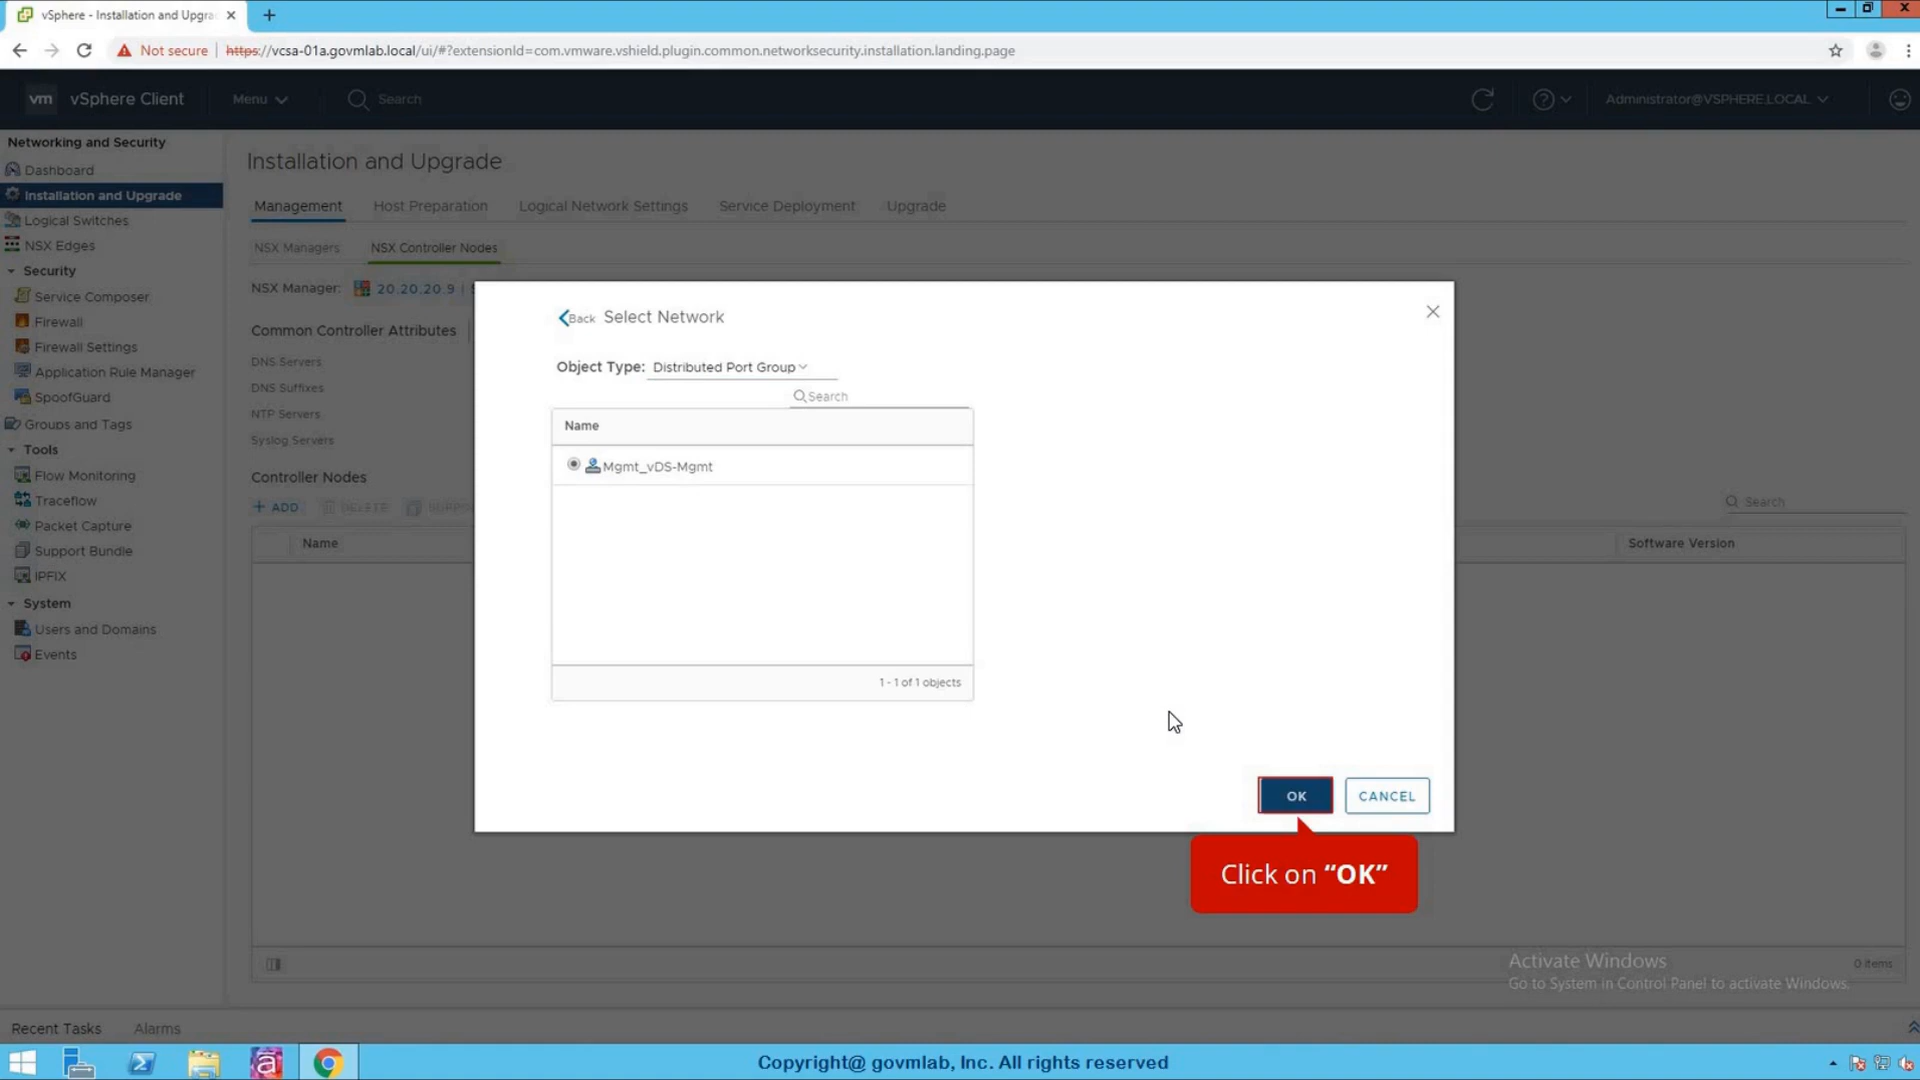 vSphere - Installation and Upgra
Not secure
https://vcsa-01a.govmlab.local/ui/#?extensionId=com.vmware.vshield.plugin.common.networksecurity.installation.landing.page
vm vSphere Client Menu Search Administrator@VSPHERE.LOCAL
Networking and Security
Dashboard
Installation and Upgrade
Logical Switches
NSX Edges
Security
Service Composer
Firewall
Firewall Settings
Application Rule Manager
SpoofGuard
Groups and Tags
Tools
Flow Monitoring
Traceflow
Packet Capture
Support Bundle
IPFIX
System
Users and Domains
Events
Installation and Upgrade
Management Host Preparation Logical Network Settings Service Deployment Upgrade
NSX Managers NSX Controller Nodes
NSX Manager: 20.20.20.9 |
Common Controller Attributes
DNS Servers
DNS Suffixes
NTP Servers
Syslog Servers
Controller Nodes
+ ADD DELETE SUPPO
Search
Name Software Version
0 items
Back Select Network
Object Type: Distributed Port Group
Search
Name
Mgmt_vDS-Mgmt
1 - 1 of 1 objects
OK CANCEL
Click on “OK”
Activate Windows
Go to System in Control Panel to activate Windows.
Recent Tasks Alarms
Copyright@ govmlab, Inc. All rights reserved